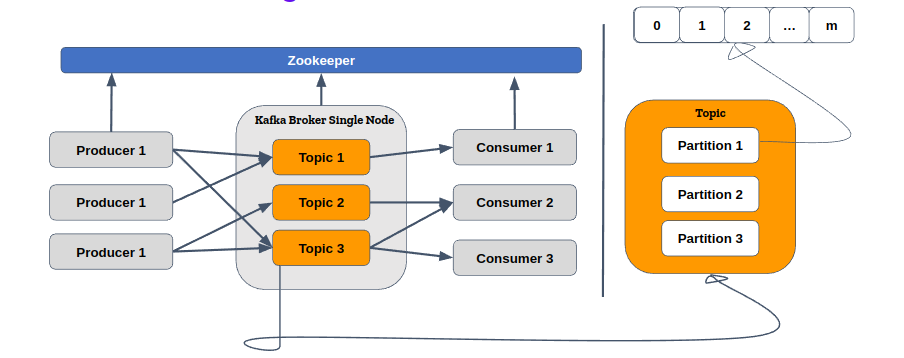 Zookeeper
Kafka Broker Single Node
Producer 1
Producer 1
Producer 1
Topic 1
Topic 2
Topic 3
Consumer 1
Consumer 2
Consumer 3
0 1 2 ... m
Topic
Partition 1
Partition 2
Partition 3